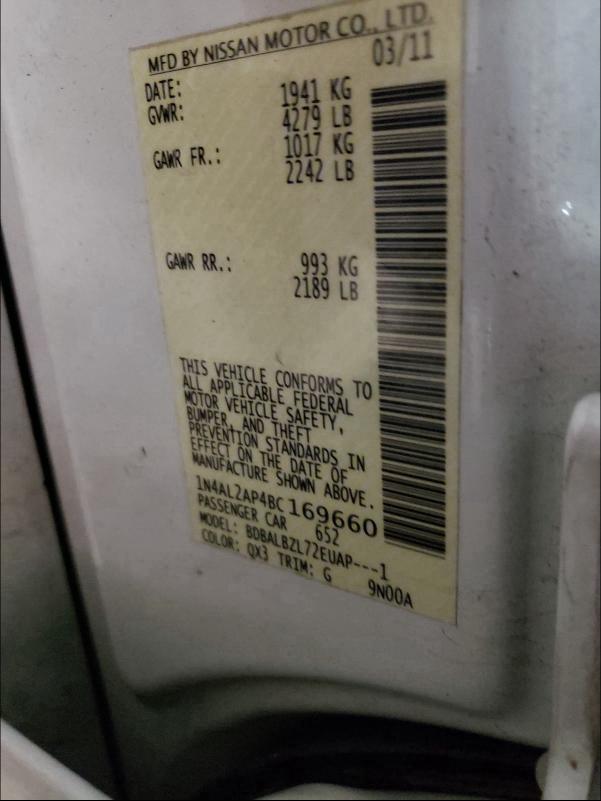 MFD BY NISSAN MOTOR CO., LTD.
DATE: 03/11
GVWR: 1941 KG
4279 LB
GAWR FR.: 1017 KG
2242 LB
GAWR RR.: 993 KG
2189 LB
THIS VEHICLE CONFORMS TO
ALL APPLICABLE FEDERAL
MOTOR VEHICLE SAFETY,
BUMPER, AND THEFT
PREVENTION STANDARDS IN
EFFECT ON THE DATE OF
MANUFACTURE SHOWN ABOVE.
1N4AL2AP4BC169660
PASSENGER CAR 652
MODEL: BDBALBZL72EUAP---1
COLOR: QX3 TRIM: G 9N00A